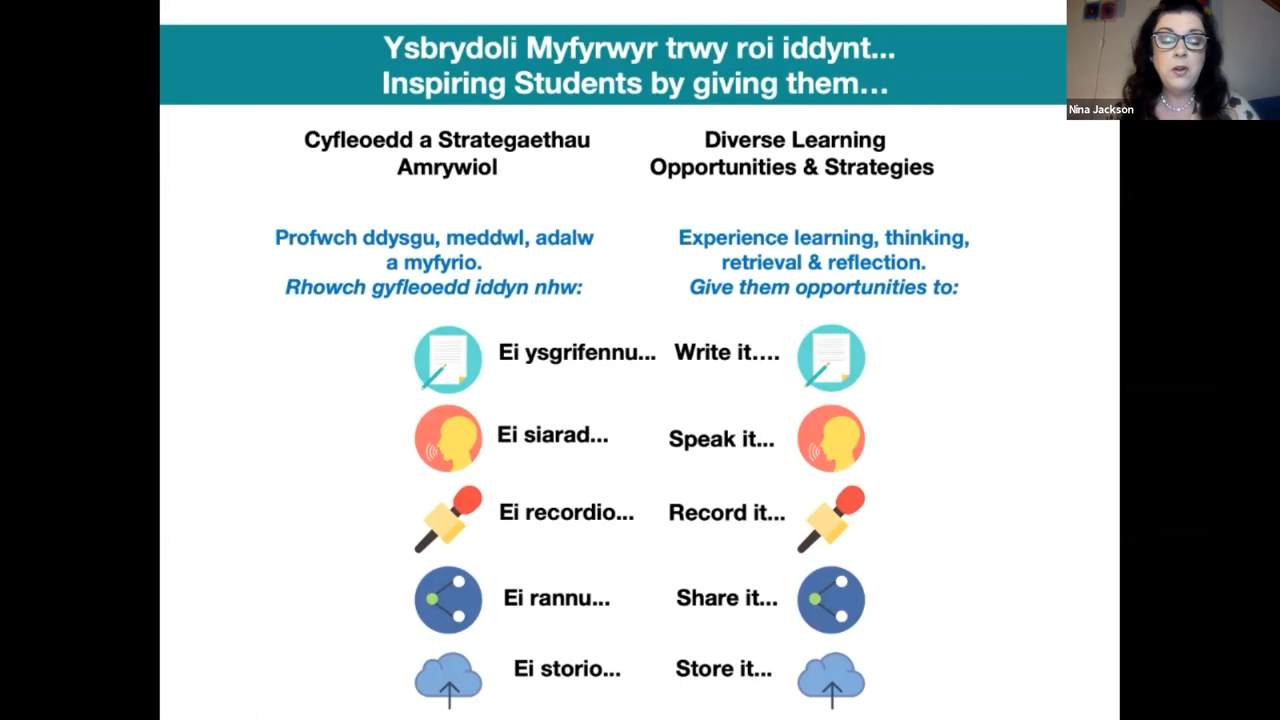 Ysbrydoli Myfyrwyr trwy roi iddynt...
Inspiring Students by giving them...
Nina Jackson
Cyfleoedd a Strategaethau
Amrywiol
Diverse Learning
Opportunities & Strategies
Profwch ddysgu, meddwl, adalw
a myfyrio.
Rhowch gyfleoedd iddyn nhw:
Experience learning, thinking,
retrieval & reflection.
Give them opportunities to:
Ei ysgrifennu... Write it....
Ei siarad... Speak it...
Ei recordio... Record it...
Ei rannu... Share it...
Ei storio... Store it...